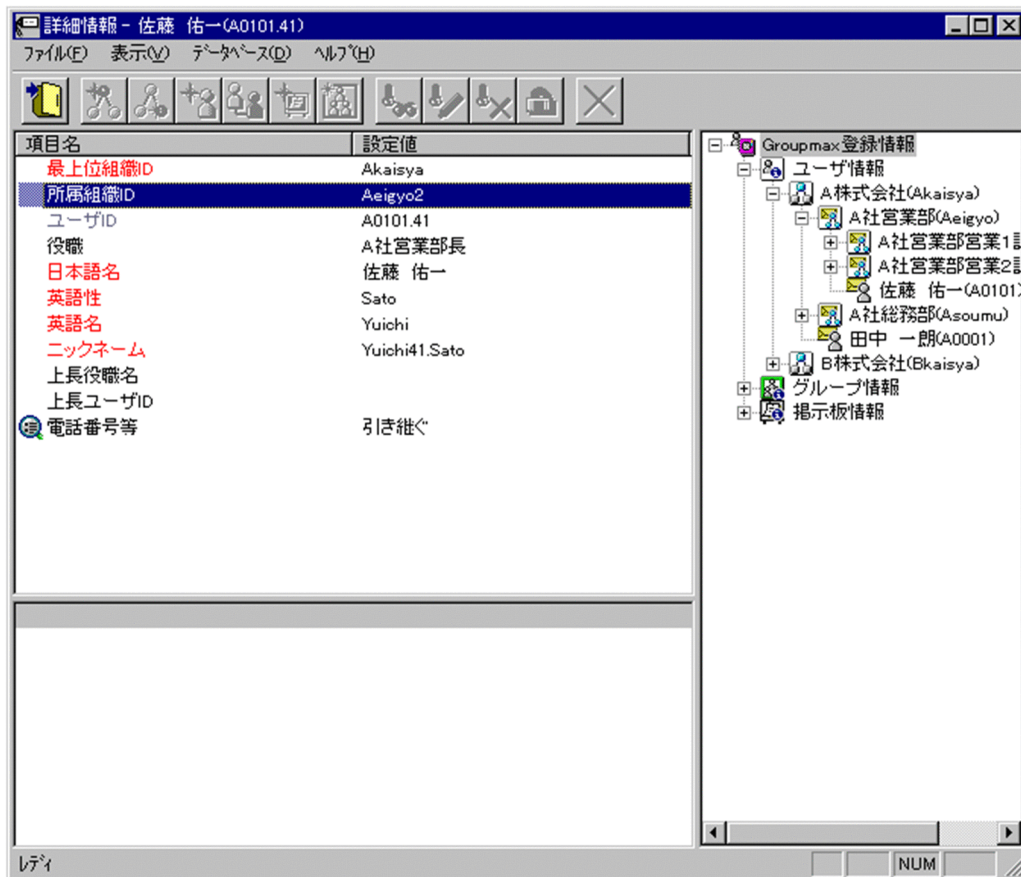 詳細情報 - 佐藤 佑一(A0101.41)
ﾌｧｲﾙ(F) 表示(V) ﾃﾞｰﾀﾍﾞｰｽ(D) ﾍﾙﾌﾟ(H)
項目名 設定値
最上位組織ID Akaisya
所属組織ID Aeigyo2
ユーザID A0101.41
役職 A社営業部長
日本語名 佐藤 佑一
英語性 Sato
英語名 Yuichi
ニックネーム Yuichi41.Sato
上長役職名
上長ユーザID
電話番号等 引き継ぐ
Groupmax登録情報
ユーザ情報
A株式会社(Akaisya)
A社営業部(Aeigyo)
A社営業部営業1
A社営業部営業2
佐藤 佑一(A0101)
A社総務部(Asoumu)
田中 一朗(A0001)
B株式会社(Bkaisya)
グループ情報
掲示板情報
ﾚﾃﾞｨ NUM